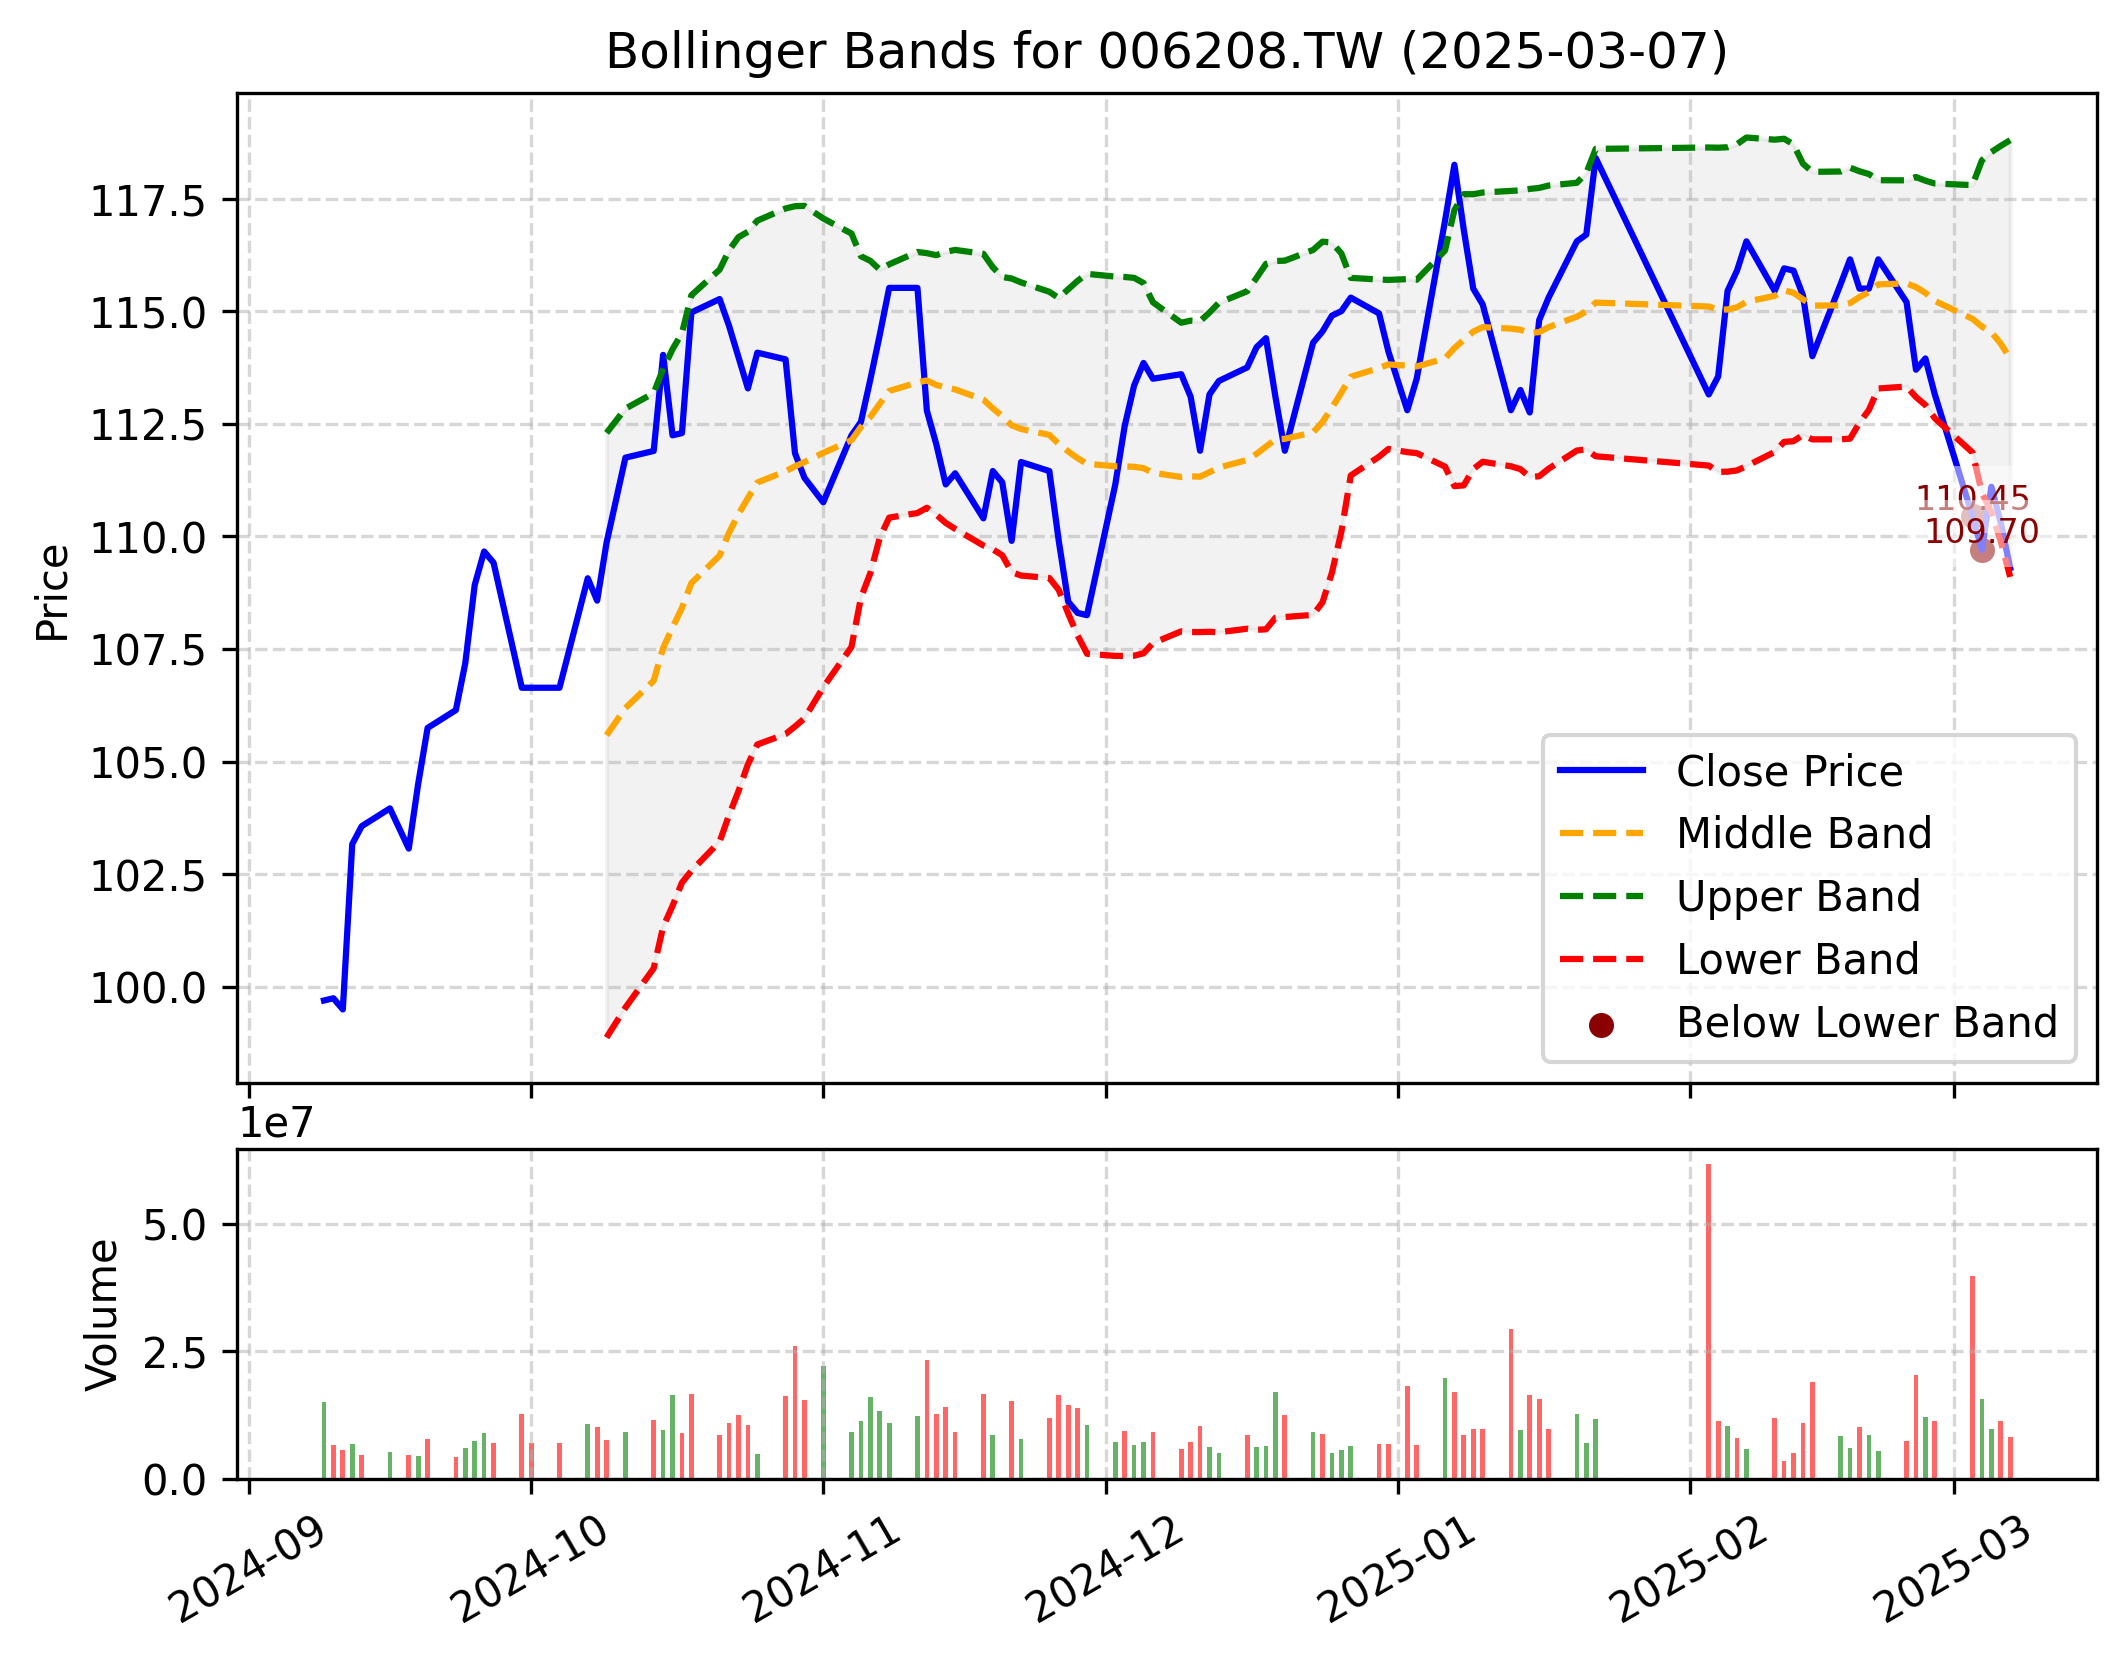 Bollinger Bands for 006208.TW (2025-03-07)
Price
117.5
115.0
112.5
110.0
107.5
105.0
102.5
100.0
110.45
109.70
Close Price
Middle Band
Upper Band
Lower Band
Below Lower Band
1e7
Volume
5.0
2.5
0.0
2024-09
2024-10
2024-11
2024-12
2025-01
2025-02
2025-03